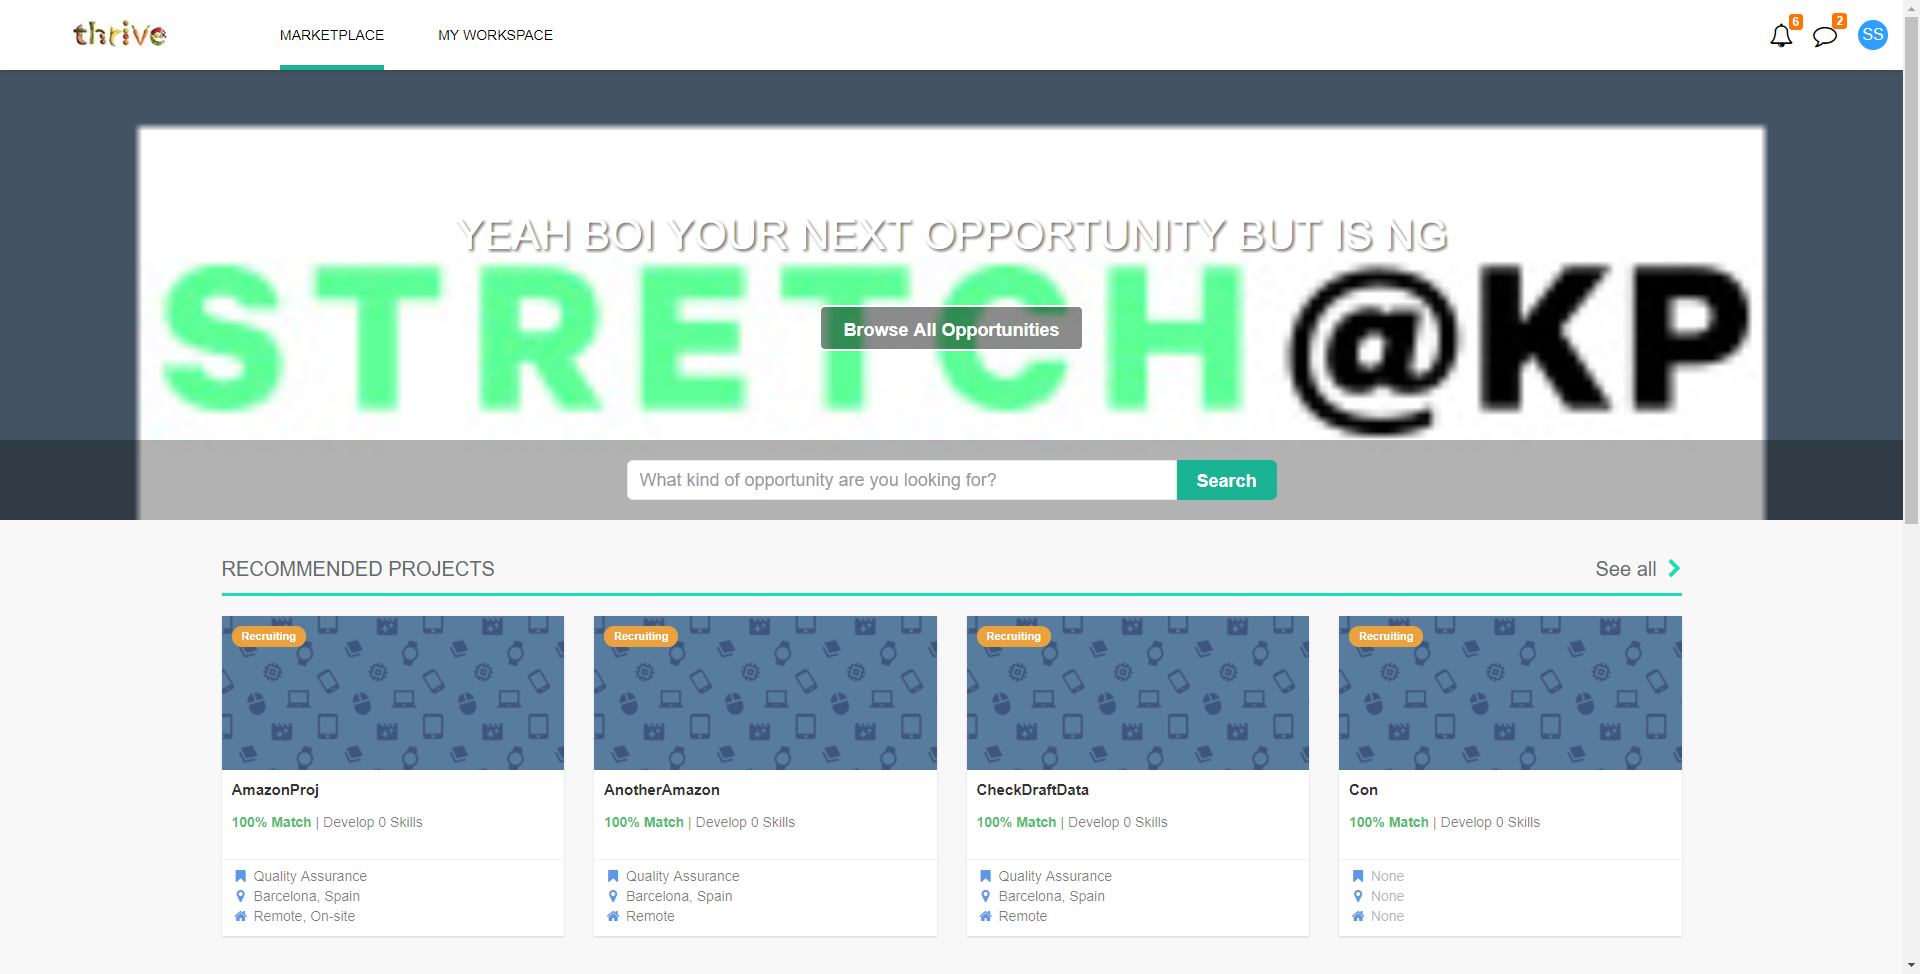 thrive
MARKETPLACE
MY WORKSPACE
6
2
SS
YEAH BOI YOUR NEXT OPPORTUNITY BUT IS NG
STRETCH@KP
Browse All Opportunities
What kind of opportunity are you looking for?
Search
RECOMMENDED PROJECTS
See all
Recruiting
AmazonProj
100% Match | Develop 0 Skills
Quality Assurance
Barcelona, Spain
Remote, On-site
Recruiting
AnotherAmazon
100% Match | Develop 0 Skills
Quality Assurance
Barcelona, Spain
Remote
Recruiting
CheckDraftData
100% Match | Develop 0 Skills
Quality Assurance
Barcelona, Spain
Remote
Recruiting
Con
100% Match | Develop 0 Skills
None
None
None